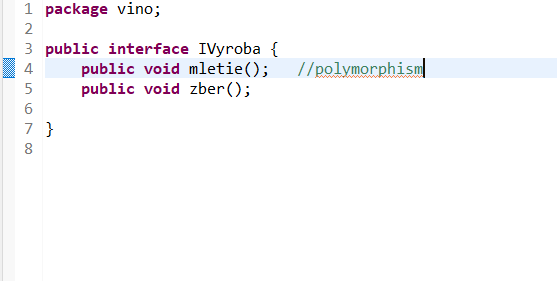 1 package vino;
2
3 public interface IVyroba {
4     public void mletie();   //polymorphism
5     public void zber();
6
7 }
8